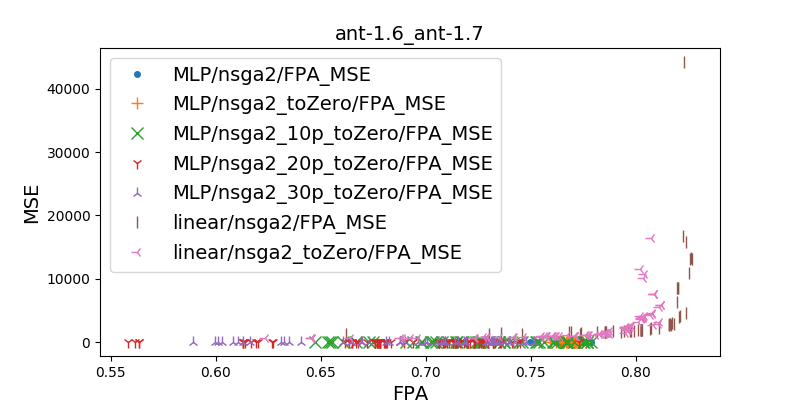 ant-1.6_ant-1.7
MSE
40000
30000
20000
10000
0
MLP/nsga2/FPA_MSE
MLP/nsga2_toZero/FPA_MSE
MLP/nsga2_10p_toZero/FPA_MSE
MLP/nsga2_20p_toZero/FPA_MSE
MLP/nsga2_30p_toZero/FPA_MSE
linear/nsga2/FPA_MSE
linear/nsga2_toZero/FPA_MSE
0.55 0.60 0.65 0.70 0.75 0.80
FPA